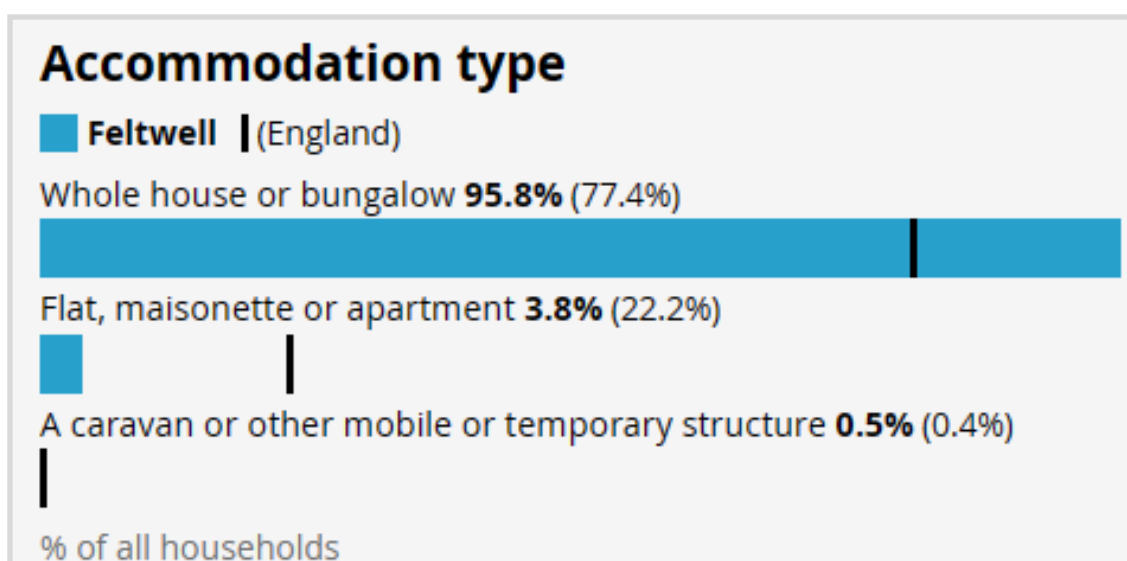 Accommodation type
Feltwell (England)
Whole house or bungalow 95.8% (77.4%)
Flat, maisonette or apartment 3.8% (22.2%)
A caravan or other mobile or temporary structure 0.5% (0.4%)
% of all households